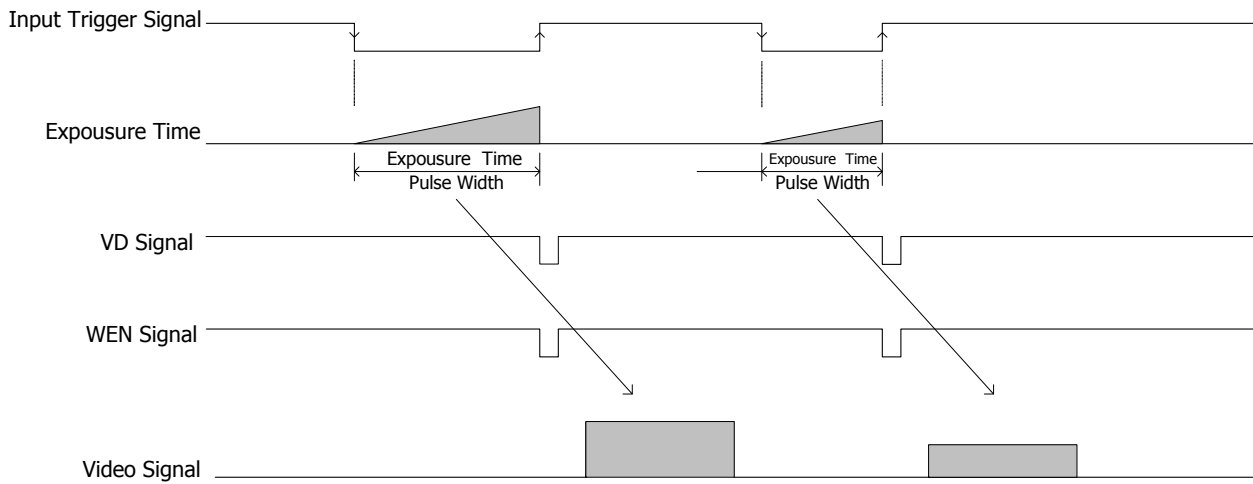 Input Trigger Signal
Expousure Time
Expousure Time
Pulse Width
Expousure Time
Pulse Width
VD Signal
WEN Signal
Video Signal